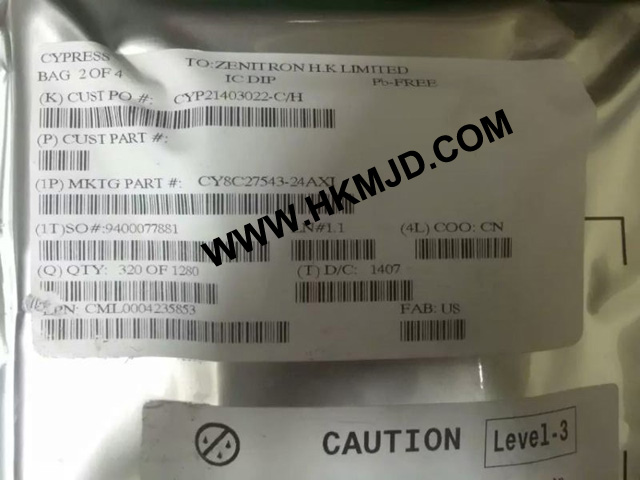 CYPRESS TO:ZENITRON H.K LIMITED
BAG 2 OF 4 IC DIP Pb-FREE
(K) CUST PO #: CYP21403022-C/H
(P) CUST PART #:
(1P) MKTG PART #: CY8C27543-24AXI
(1T)SO#:9400077881 LN#1.1 (4L) COO: CN
(Q) QTY: 320 OF 1280 (T) D/C: 1407
LPN: CML0004235853 FAB: US
WWW.HKMJD.COM
CAUTION Level-3